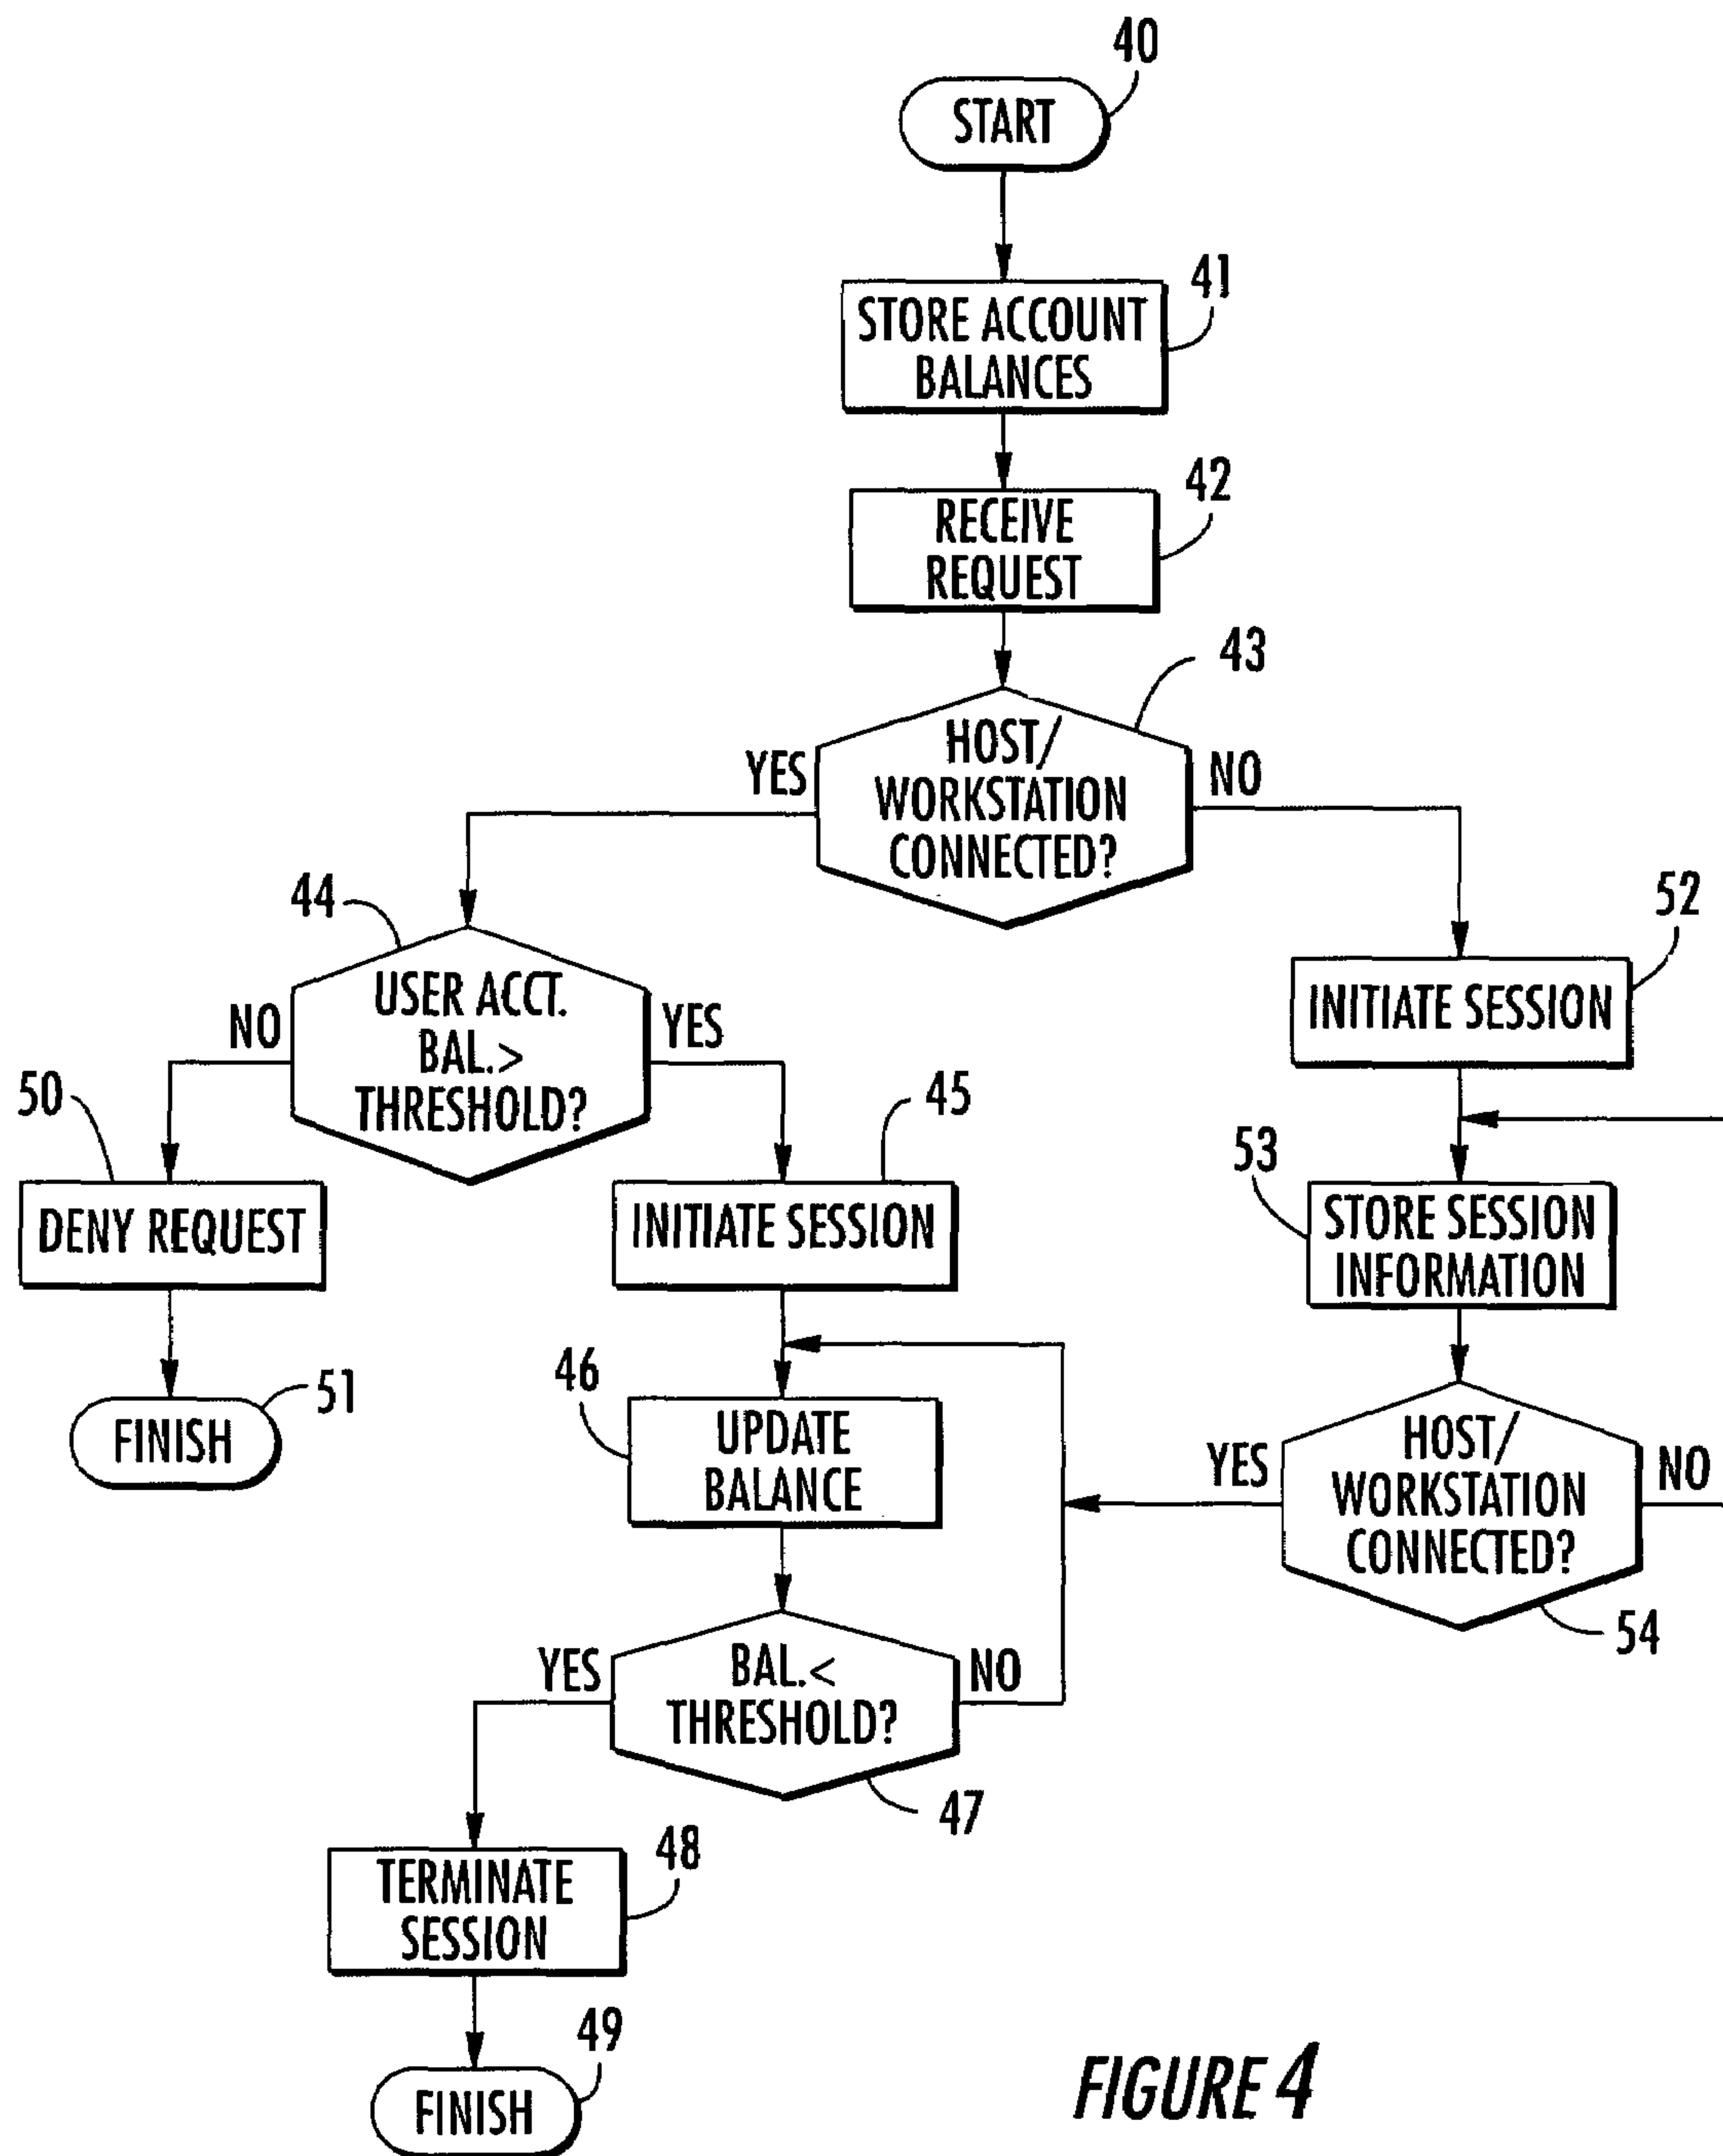 40
START
41
STORE ACCOUNT
BALANCES
42
RECEIVE
REQUEST
43
HOST/
WORKSTATION
CONNECTED?
YES
NO
44
USER ACCT.
BAL.>
THRESHOLD?
NO
YES
52
INITIATE SESSION
50
DENY REQUEST
45
INITIATE SESSION
53
STORE SESSION
INFORMATION
51
FINISH
46
UPDATE
BALANCE
HOST/
WORKSTATION
CONNECTED?
YES
NO
54
BAL.<
THRESHOLD?
YES
NO
47
48
TERMINATE
SESSION
49
FINISH
FIGURE 4